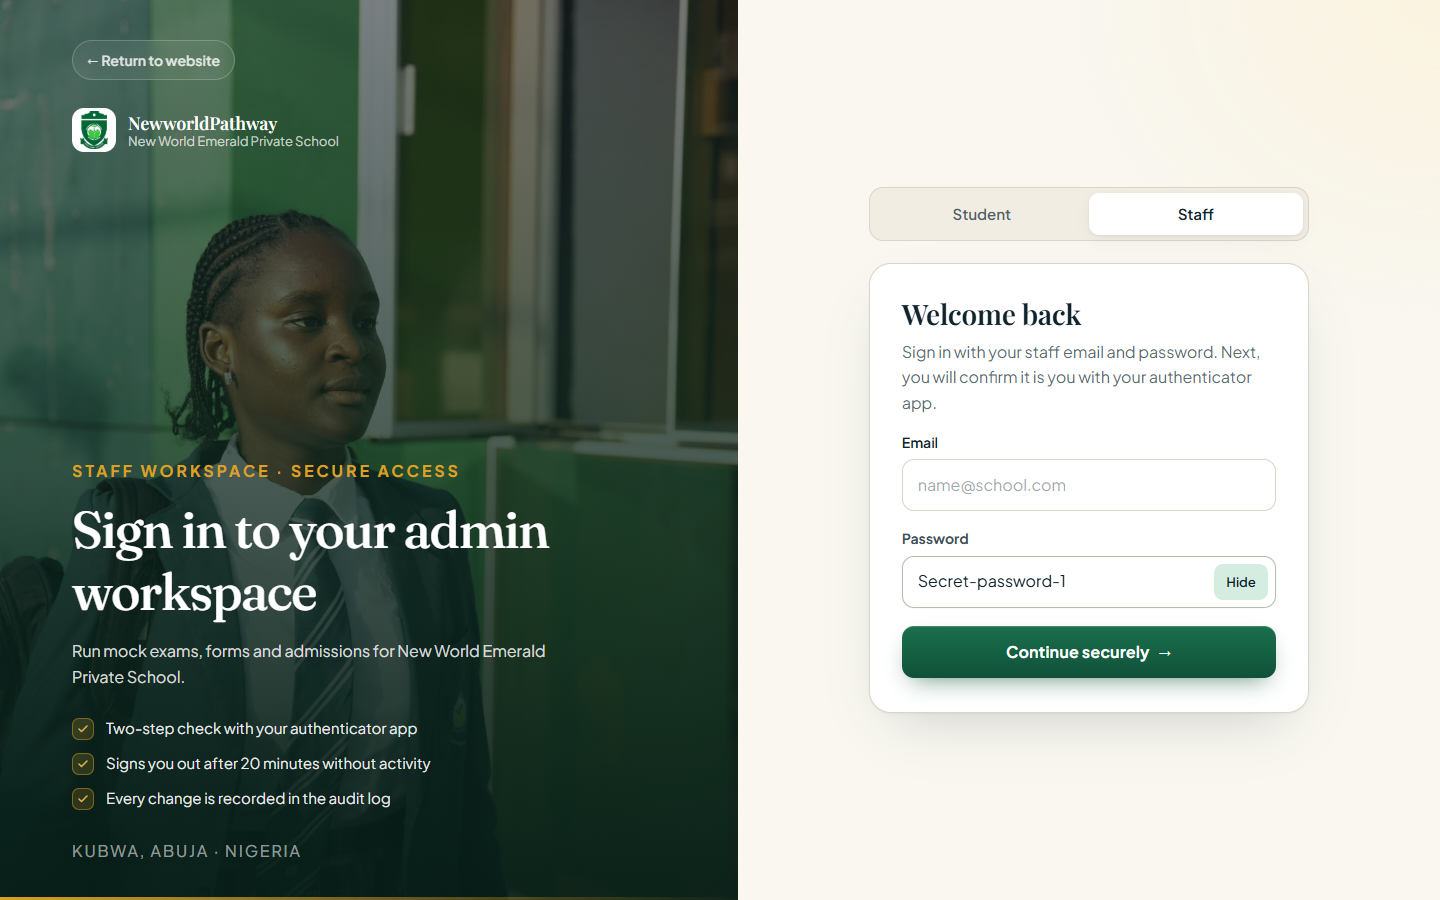 ← Return to website
NewworldPathway
New World Emerald Private School
STAFF WORKSPACE · SECURE ACCESS
Sign in to your admin
workspace
Run mock exams, forms and admissions for New World Emerald
Private School.
Two-step check with your authenticator app
Signs you out after 20 minutes without activity
Every change is recorded in the audit log
KUBWA, ABUJA · NIGERIA
Student
Staff
Welcome back
Sign in with your staff email and password. Next,
you will confirm it is you with your authenticator
app.
Email
name@school.com
Password
Secret-password-1
Hide
Continue securely →